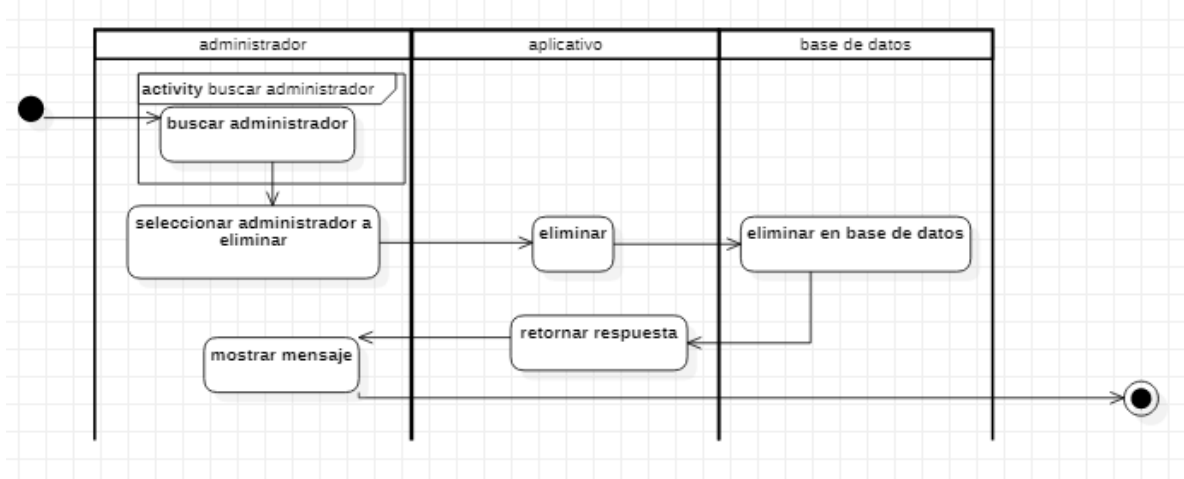 administrador
aplicativo
base de datos
activity buscar administrador
buscar administrador
seleccionar administrador a
eliminar
eliminar
eliminar en base de datos
retornar respuesta
mostrar mensaje